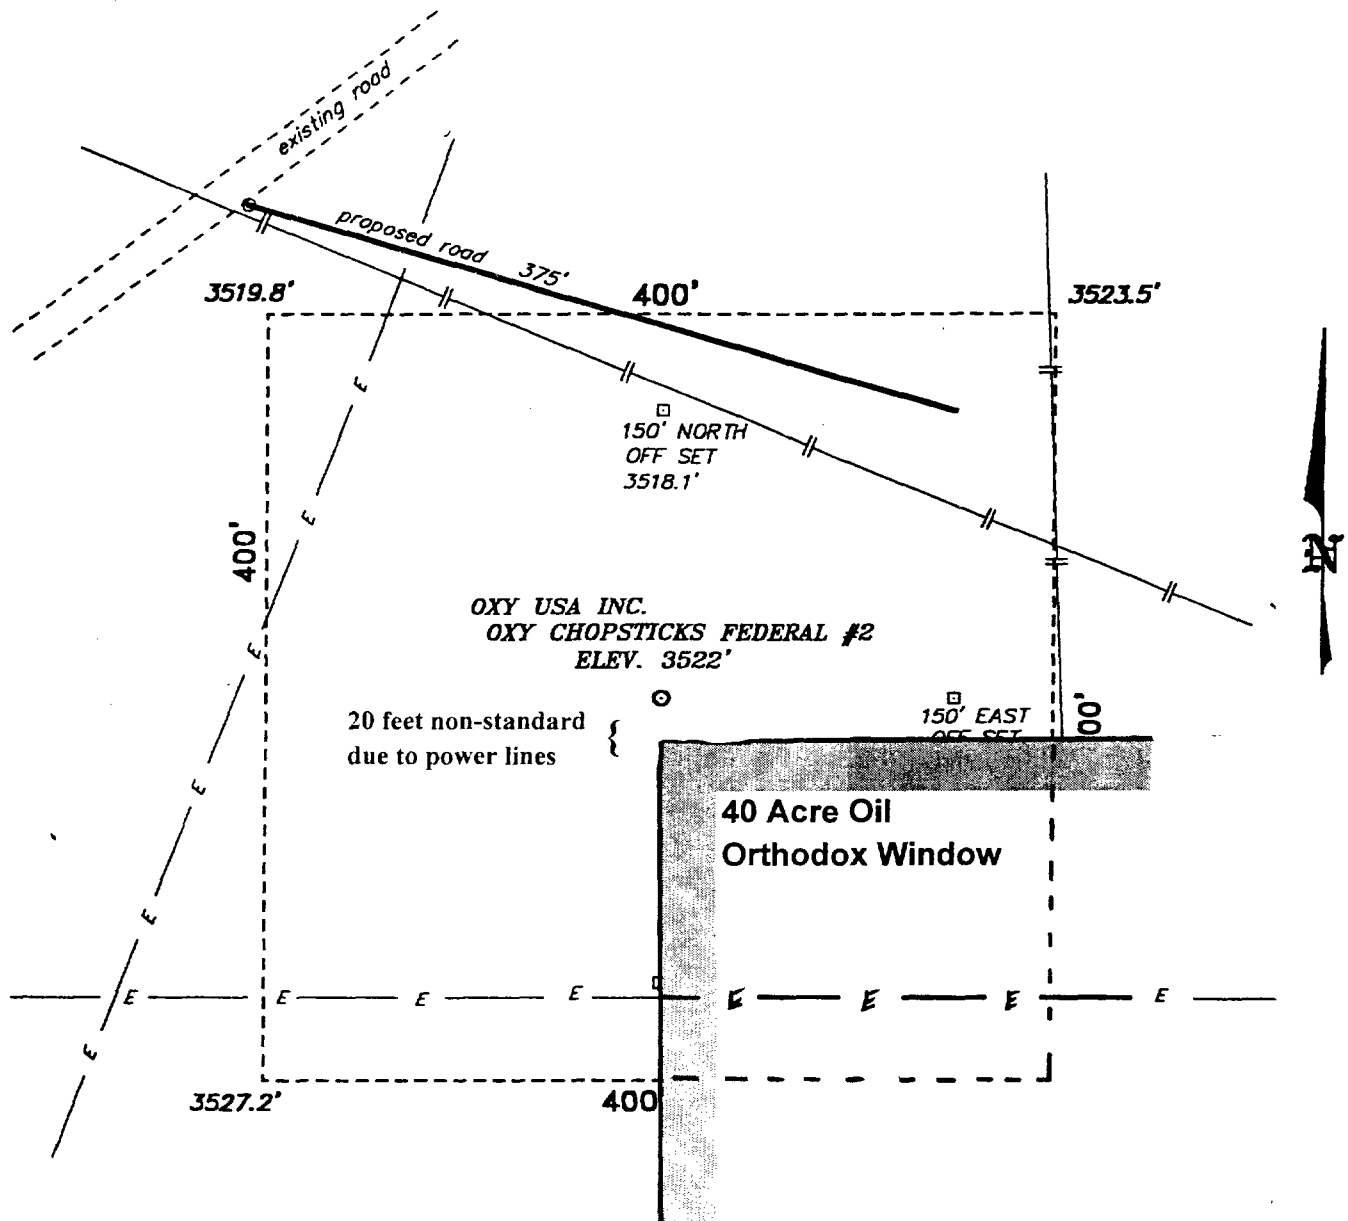 existing road
proposed road 375'
3519.8'
400'
3523.5'
150' NORTH
OFF SET
3518.1'
400'
N
OXY USA INC.
OXY CHOPSTICKS FEDERAL #2
ELEV. 3522'
20 feet non-standard
due to power lines
{
150' EAST
OFF SET
00'
40 Acre Oil
Orthodox Window
E
E
E
E
E
E
E
E E E E E E E E
3527.2'
400